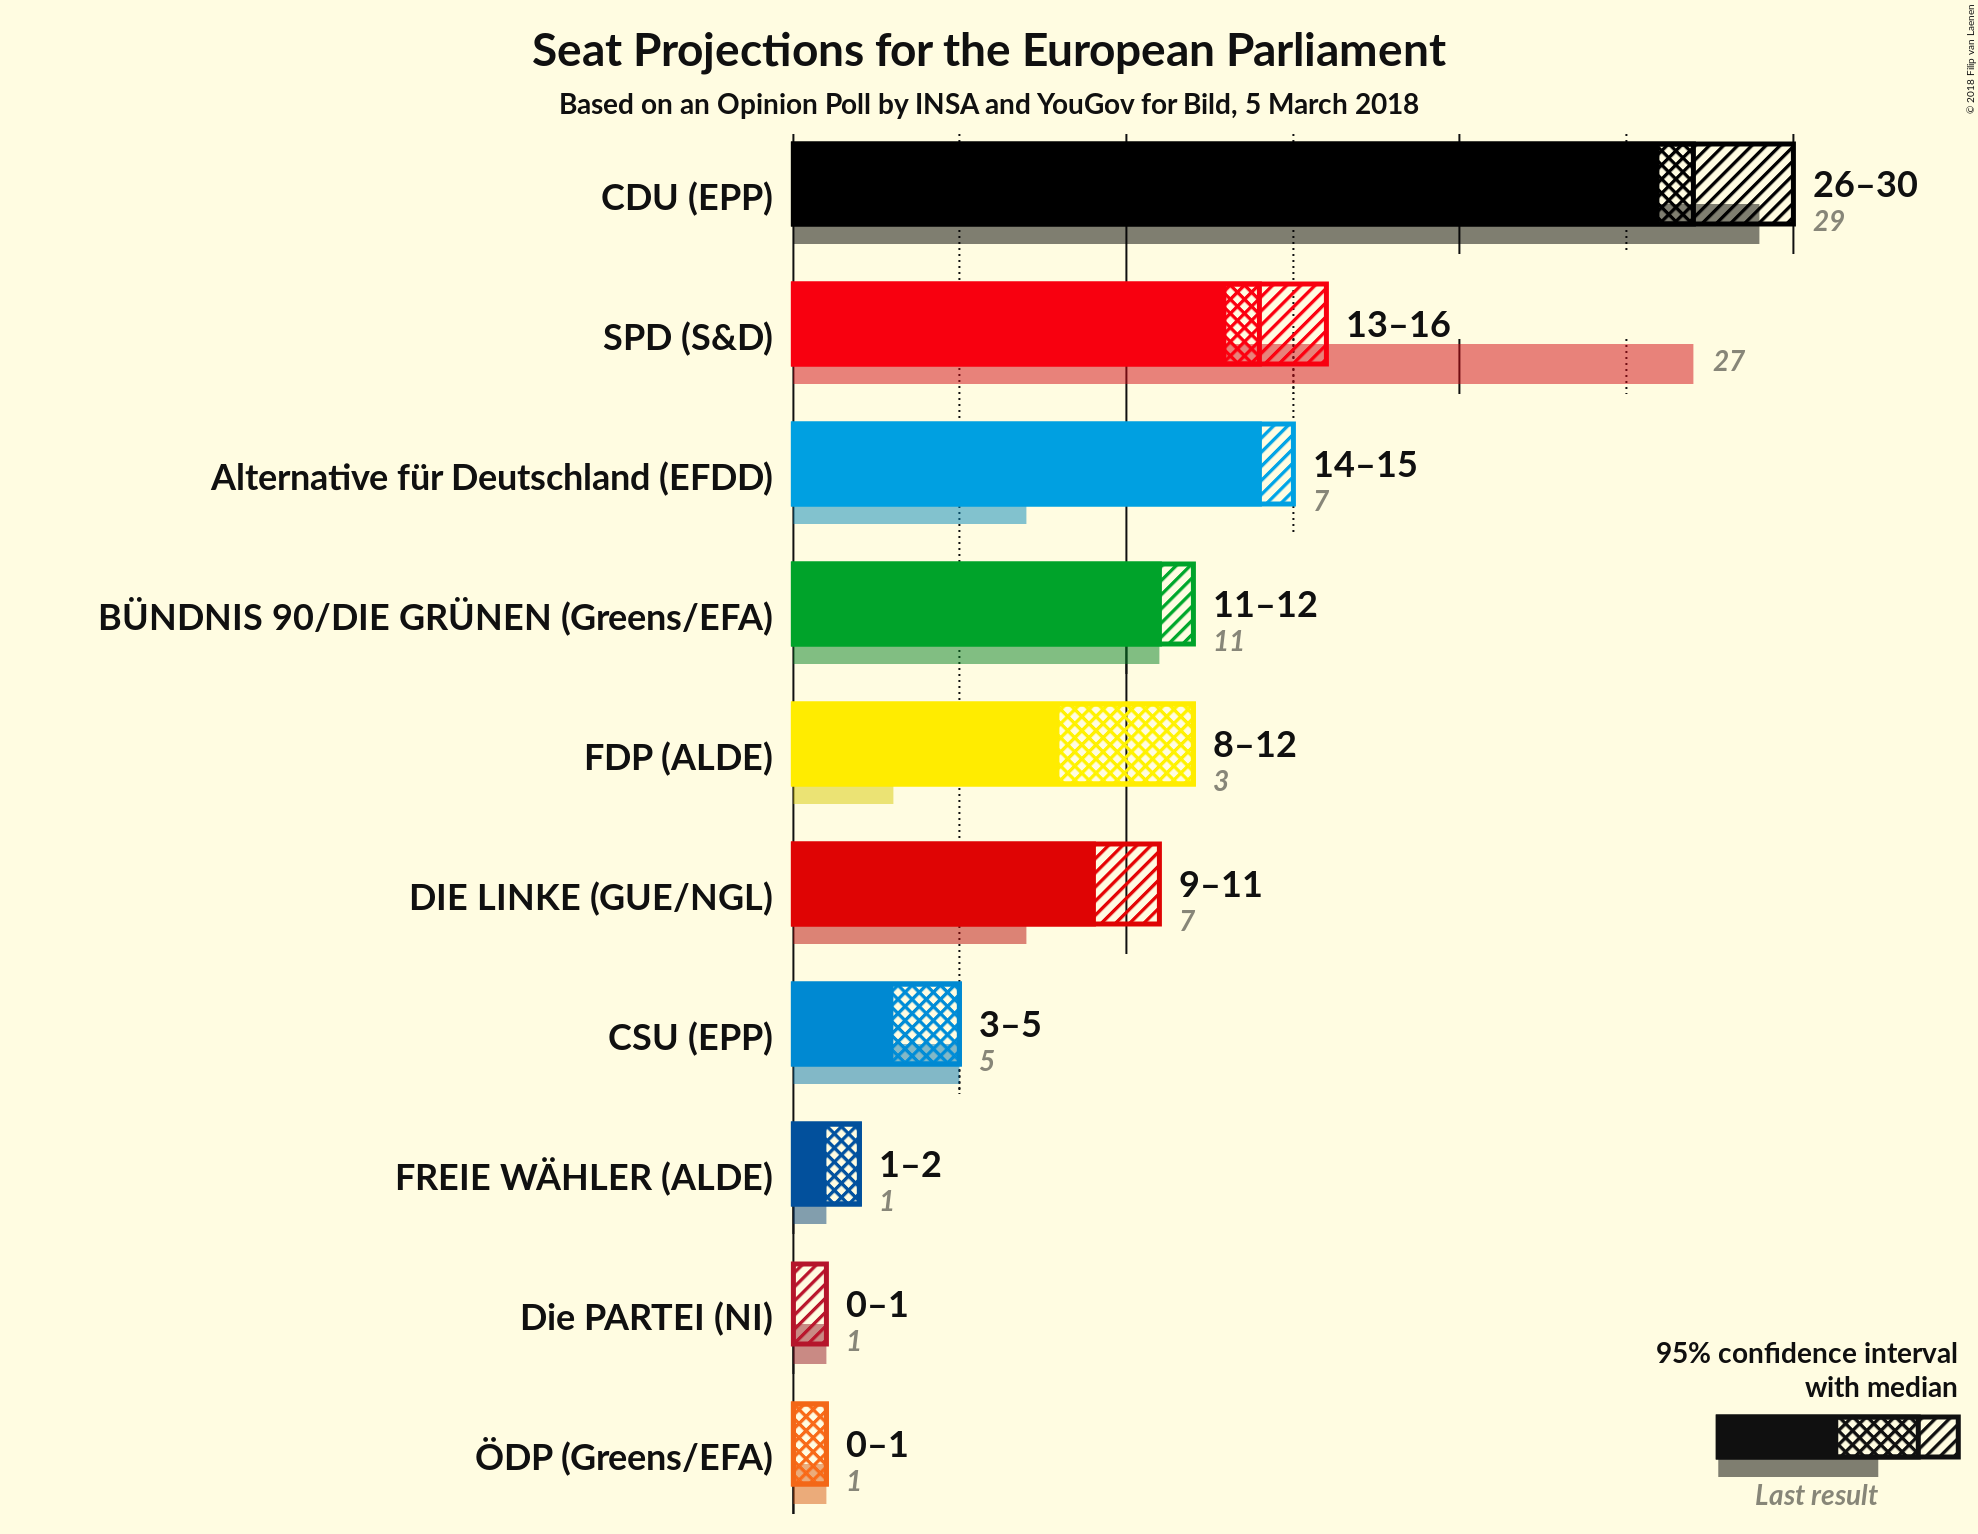 Seat Projections for the European Parliament
Based on an Opinion Poll by INSA and YouGov for Bild, 5 March 2018
© 2018 Filip van Laenen
CDU (EPP)
26–30
29
SPD (S&D)
13–16
27
Alternative für Deutschland (EFDD)
14–15
7
BÜNDNIS 90/DIE GRÜNEN (Greens/EFA)
11–12
11
FDP (ALDE)
8–12
3
DIE LINKE (GUE/NGL)
9–11
7
CSU (EPP)
3–5
5
FREIE WÄHLER (ALDE)
1–2
1
Die PARTEI (NI)
0–1
1
ÖDP (Greens/EFA)
0–1
1
95% confidence interval
with median
Last result